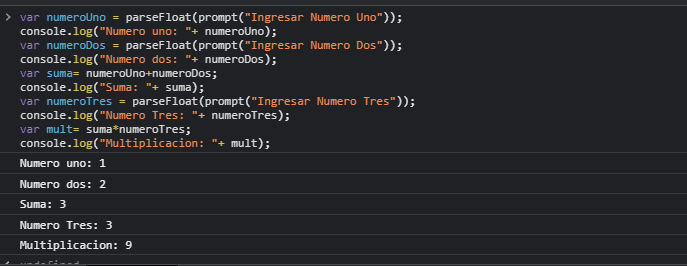 > var numeroUno = parseFloat(prompt("Ingresar Numero Uno"));
console.log("Numero uno: "+ numeroUno);
var numeroDos = parseFloat(prompt("Ingresar Numero Dos"));
console.log("Numero dos: "+ numeroDos);
var suma= numeroUno+numeroDos;
console.log("Suma: "+ suma);
var numeroTres = parseFloat(prompt("Ingresar Numero Tres"));
console.log("Numero Tres: "+ numeroTres);
var mult= suma*numeroTres;
console.log("Multiplicacion: "+ mult);
Numero uno: 1
Numero dos: 2
Suma: 3
Numero Tres: 3
Multiplicacion: 9
undefined